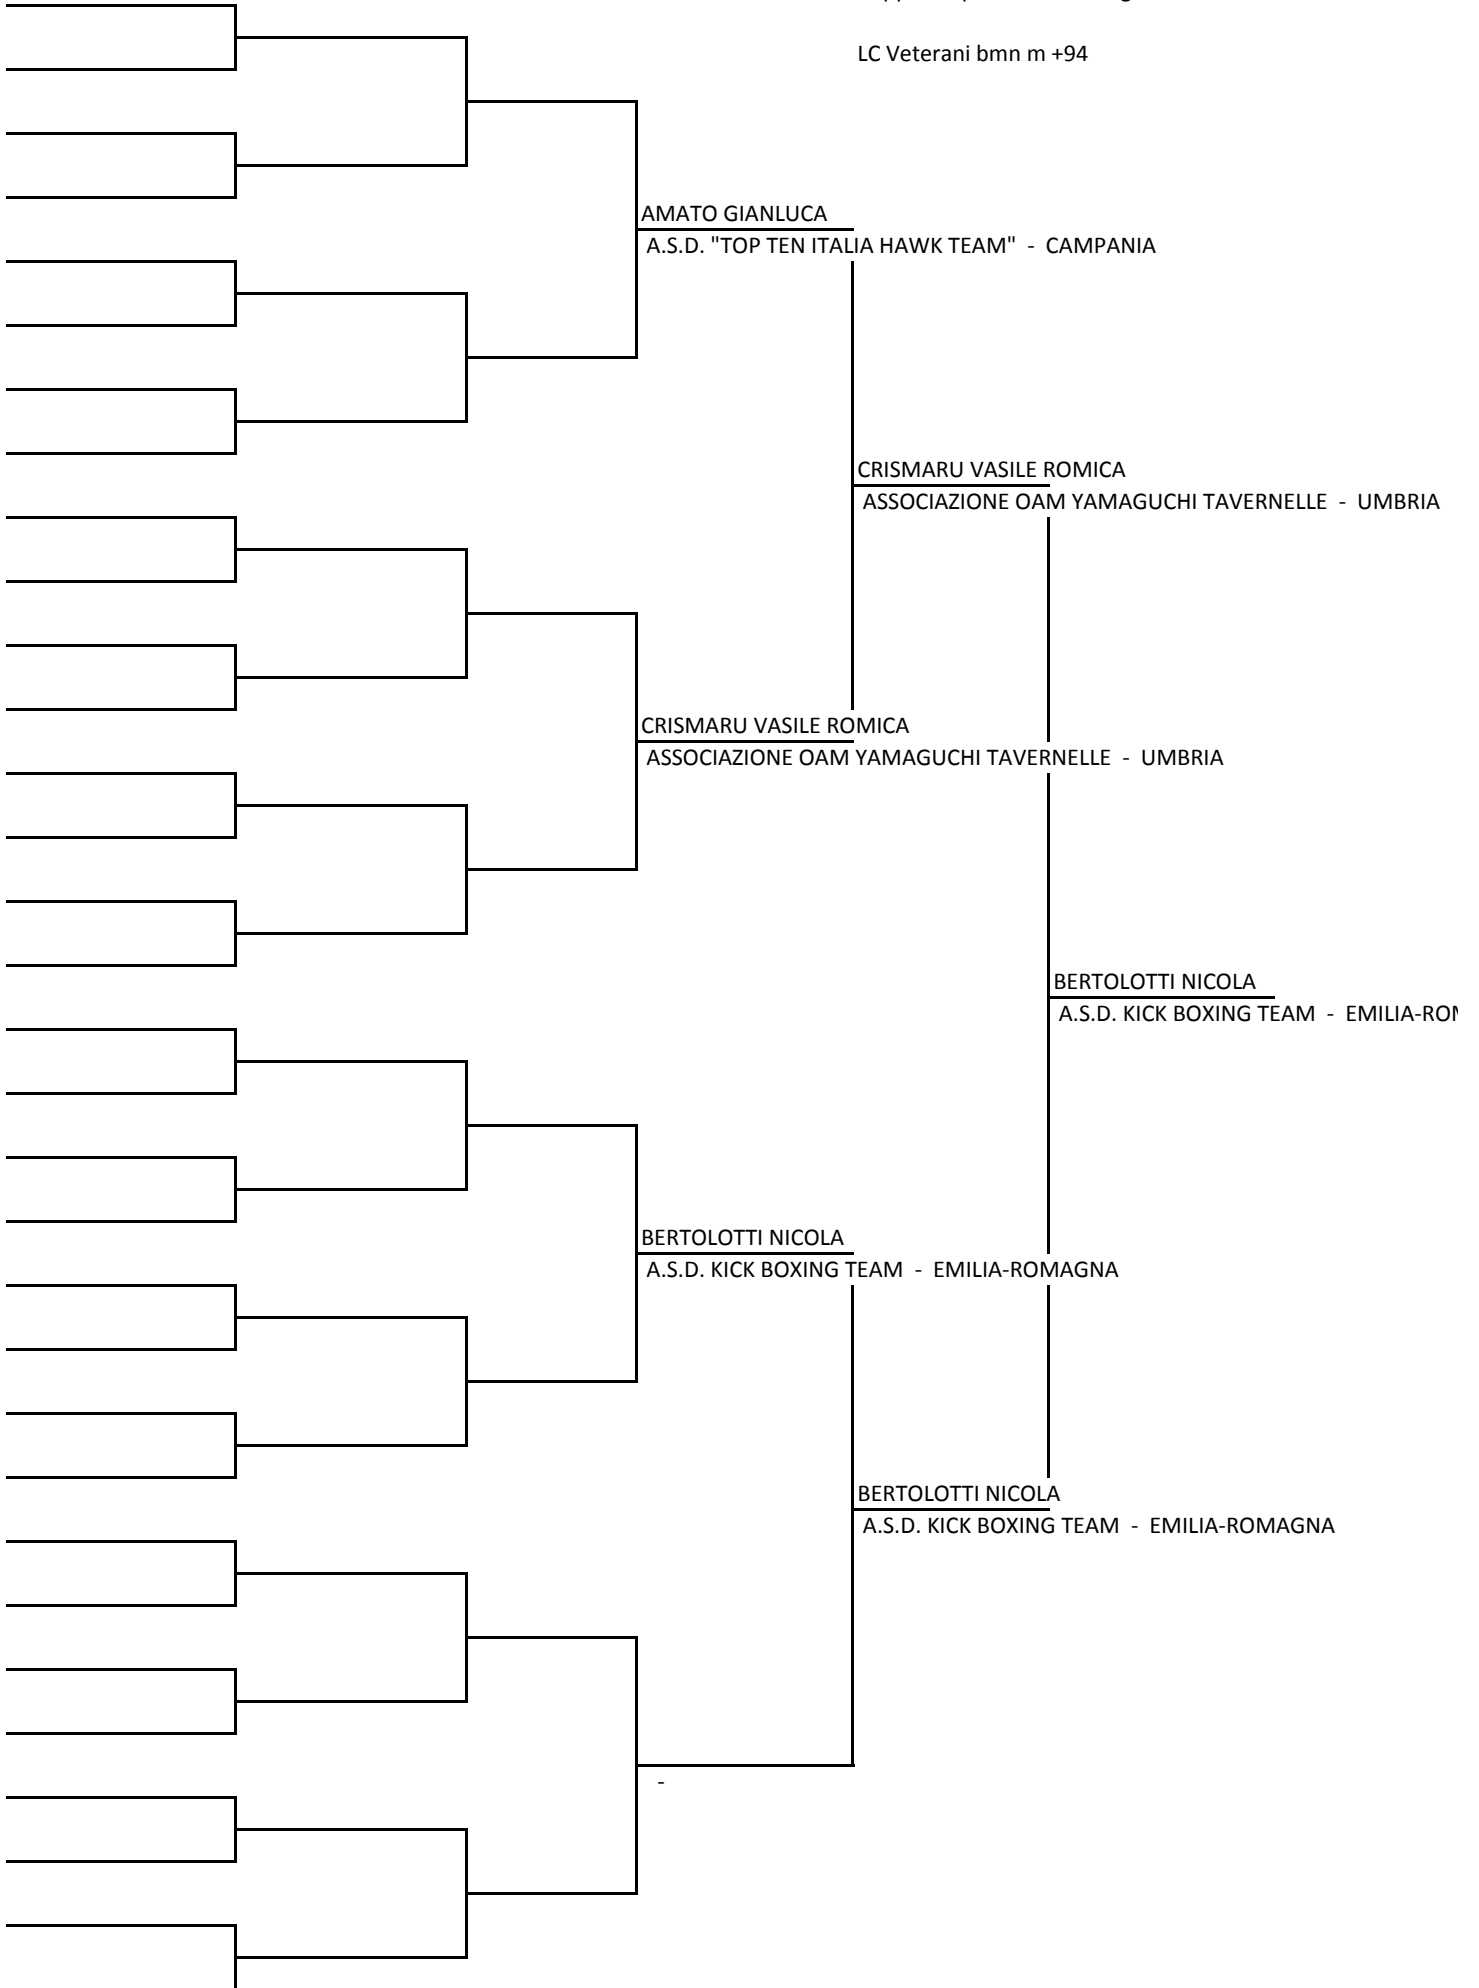 LC Veterani bmn m +94
AMATO GIANLUCA
A.S.D. "TOP TEN ITALIA HAWK TEAM" - CAMPANIA
CRISMARU VASILE ROMICA
ASSOCIAZIONE OAM YAMAGUCHI TAVERNELLE - UMBRIA
CRISMARU VASILE ROMICA
ASSOCIAZIONE OAM YAMAGUCHI TAVERNELLE - UMBRIA
BERTOLOTTI NICOLA
A.S.D. KICK BOXING TEAM - EMILIA-ROM
BERTOLOTTI NICOLA
A.S.D. KICK BOXING TEAM - EMILIA-ROMAGNA
BERTOLOTTI NICOLA
A.S.D. KICK BOXING TEAM - EMILIA-ROMAGNA
-